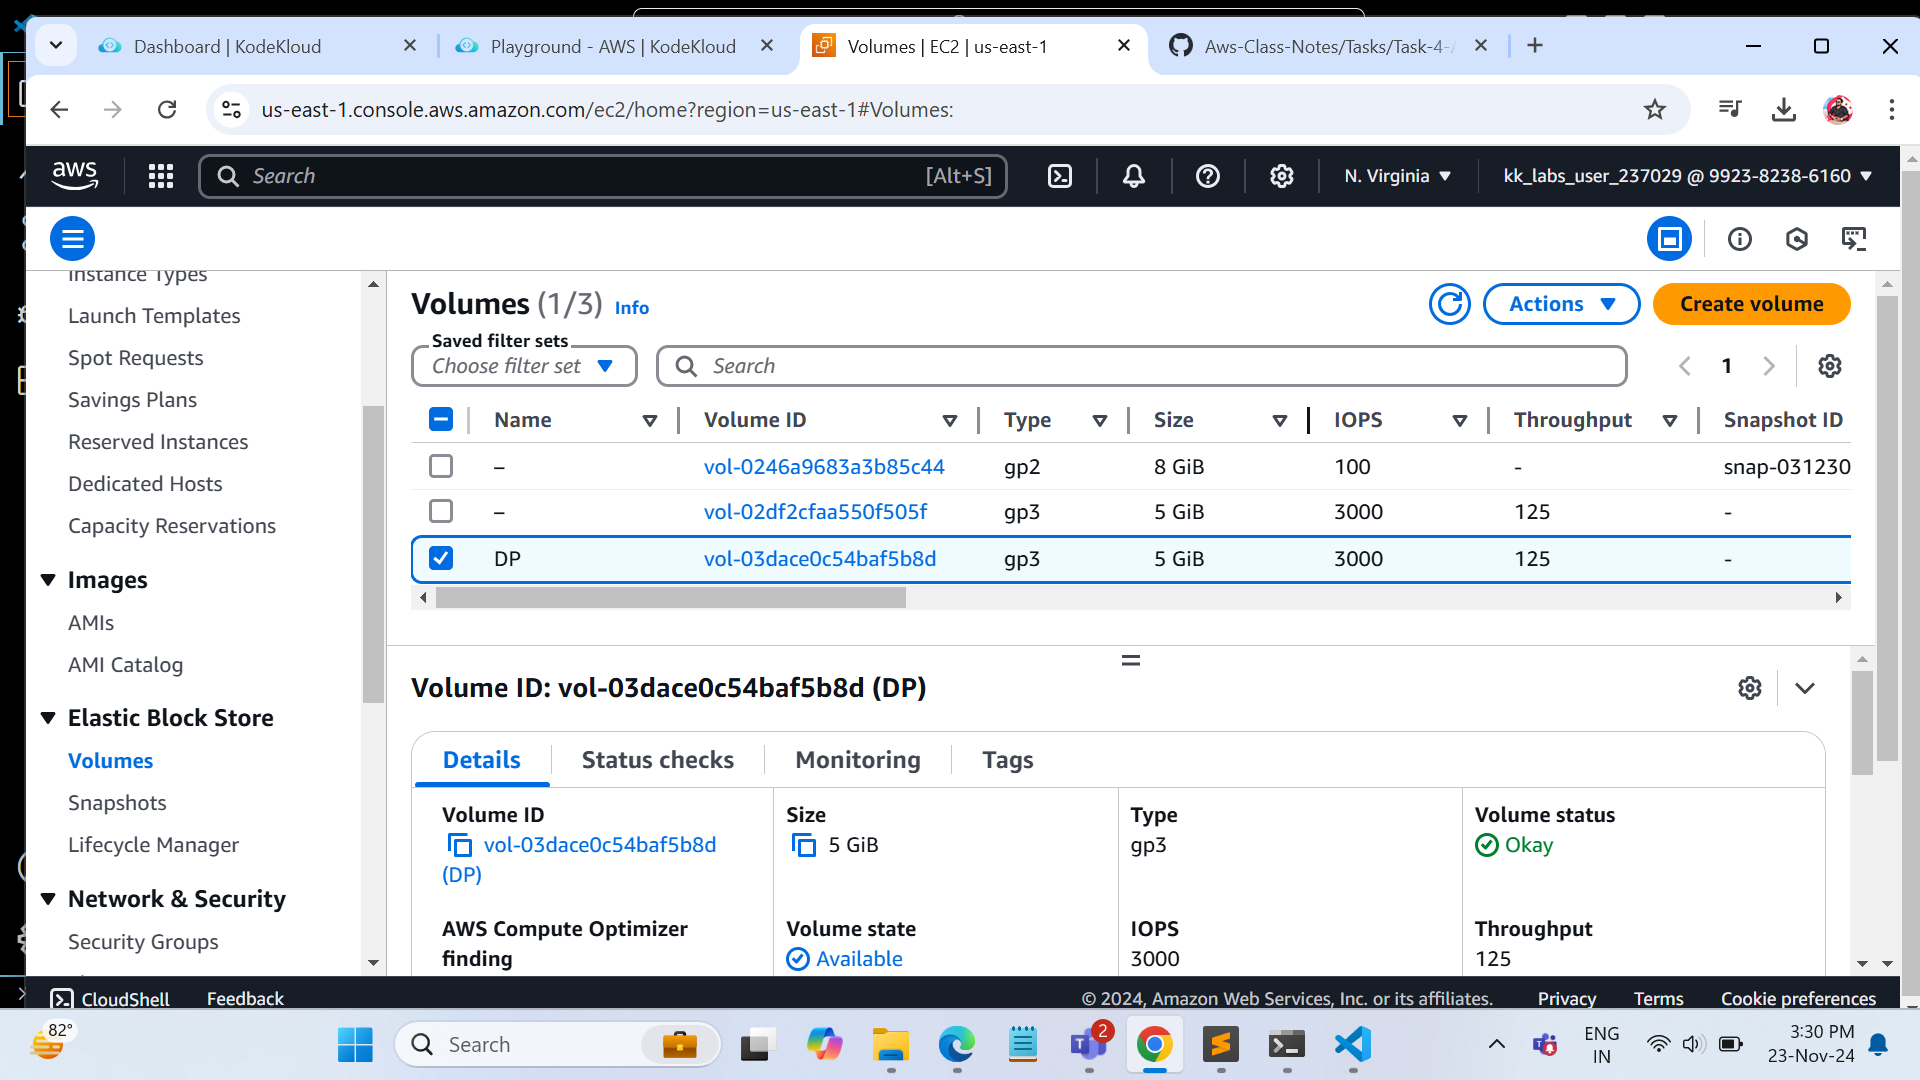 Dashboard | KodeKloud
Playground - AWS | KodeKloud
Volumes | EC2 | us-east-1
Aws-Class-Notes/Tasks/Task-4-
us-east-1.console.aws.amazon.com/ec2/home?region=us-east-1#Volumes:
aws
Search
[Alt+S]
N. Virginia
kk_labs_user_237029 @ 9923-8238-6160
Instance Types
Launch Templates
Spot Requests
Savings Plans
Reserved Instances
Dedicated Hosts
Capacity Reservations
Images
AMIs
AMI Catalog
Elastic Block Store
Volumes
Snapshots
Lifecycle Manager
Network & Security
Security Groups
Volumes (1/3) Info
Actions
Create volume
Saved filter sets
Choose filter set
Search
1
Name Volume ID Type Size IOPS Throughput Snapshot ID
– vol-0246a9683a3b85c44 gp2 8 GiB 100 - snap-031230
– vol-02df2cfaa550f505f gp3 5 GiB 3000 125 -
DP vol-03dace0c54baf5b8d gp3 5 GiB 3000 125 -
Volume ID: vol-03dace0c54baf5b8d (DP)
Details Status checks Monitoring Tags
Volume ID
vol-03dace0c54baf5b8d
(DP)
Size
5 GiB
Type
gp3
Volume status
Okay
AWS Compute Optimizer
finding
Volume state
Available
IOPS
3000
Throughput
125
CloudShell Feedback
© 2024, Amazon Web Services, Inc. or its affiliates. Privacy Terms Cookie preferences
82°
Search
2
ENG
IN
3:30 PM
23-Nov-24